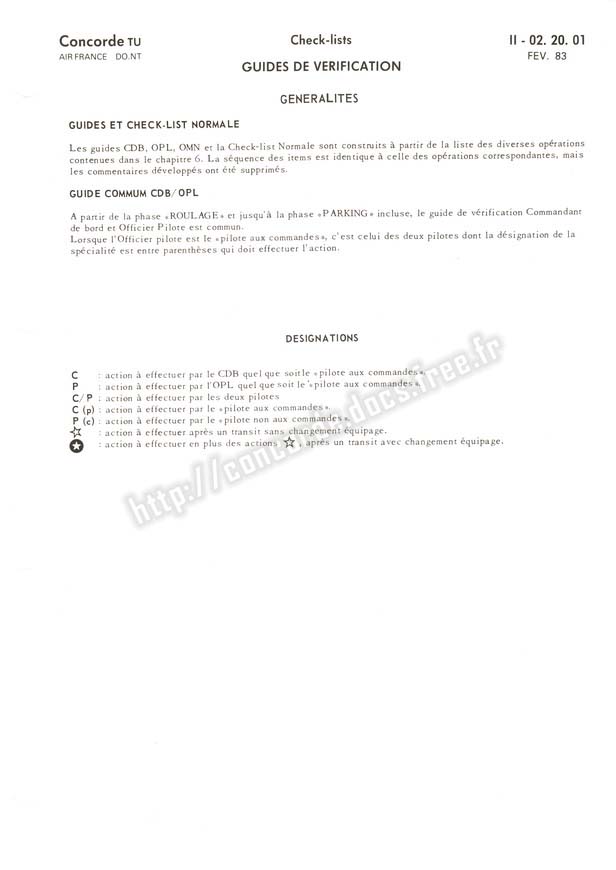 Concorde TU
AIR FRANCE DO.NT
Check-lists
GUIDES DE VERIFICATION
II - 02. 20. 01
FEV. 83
GENERALITES
GUIDES ET CHECK-LIST NORMALE
Les guides CDB, OPL, OMN et la Check-list Normale sont construits à partir de la liste des diverses opérations
contenues dans le chapitre 6. La séquence des items est identique à celle des opérations correspondantes, mais
les commentaires développés ont été supprimés.
GUIDE COMMUM CDB/OPL
A partir de la phase «ROULAGE» et jusqu'à la phase «PARKING» incluse, le guide de vérification Commandant
de bord et Officier Pilote est commun.
Lorsque l'Officier pilote est le «pilote aux commandes», c'est celui des deux pilotes dont la désignation de la
spécialité est entre parenthèses qui doit effectuer l'action.
DESIGNATIONS
C : action à effectuer par le CDB quel que soit le «pilote aux commandes».
P : action à effectuer par l'OPL quel que soit le "pilote aux commandes».
C/P : action à effectuer par les deux pilotes
C (p) : action à effectuer par le «pilote aux commandes».
P (c) : action à effectuer par le «pilote non aux commandes».
☆ : action à effectuer après un transit sans changement équipage.
✪ : action à effectuer en plus des actions ☆, après un transit avec changement équipage.
http://concorde.docs.free.fr